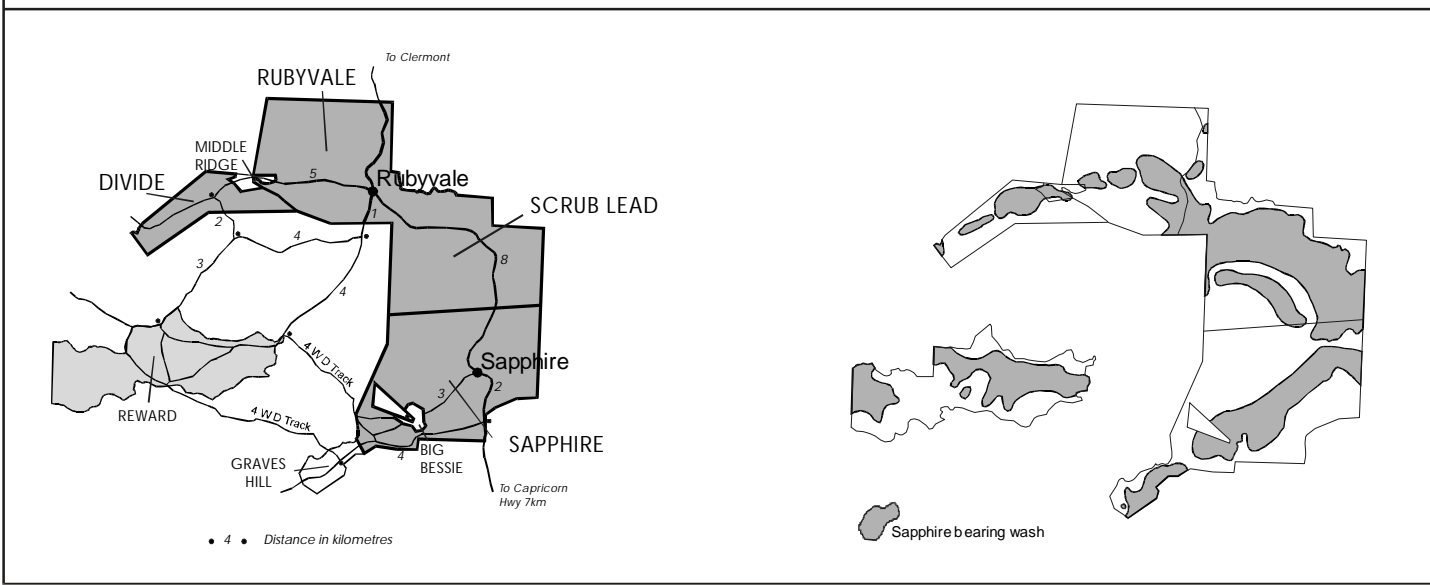 To Clermont
RUBYVALE
MIDDLE
RIDGE
5
DIVIDE
Rubyvale
SCRUB LEAD
2
1
4
3
8
4
4 W D Track
Sapphire
3
2
REWARD
4 W D Track
SAPPHIRE
BIG
BESSIE
4
GRAVES
HILL
To Capricorn
Hwy 7km
4 Distance in kilometres
Sapphire bearing wash